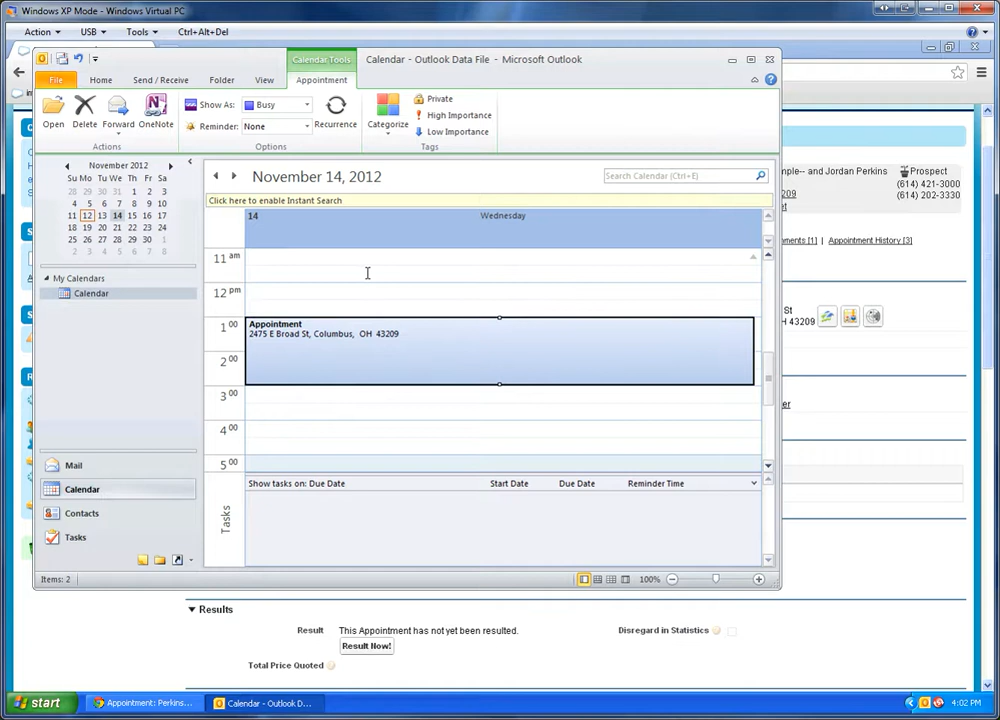 Windows XP Mode - Windows Virtual PC
Action USB Tools Ctrl+Alt+Del
Calendar Tools Calendar - Outlook Data File - Microsoft Outlook
File Home Send / Receive Folder View Appointment
Open Delete Forward OneNote
Actions
Show As: Busy
Reminder: None
Recurrence
Options
Categorize
Private
High Importance
Low Importance
Tags
November 2012
Su Mo Tu We Th Fr Sa
28 29 30 31 1 2 3
4 5 6 7 8 9 10
11 12 13 14 15 16 17
18 19 20 21 22 23 24
25 26 27 28 29 30 1
2 3 4 5 6 7 8
My Calendars
Calendar
Mail
Calendar
Contacts
Tasks
November 14, 2012
Search Calendar (Ctrl+E)
Click here to enable Instant Search
14 Wednesday
11 am
12 pm
1 00
Appointment
2475 E Broad St, Columbus, OH 43209
2 00
3 00
4 00
5 00
Show tasks on: Due Date Start Date Due Date Reminder Time
Tasks
Items: 2
100%
and Jordan Perkins
Prospect
(614) 421-3000
(614) 202-3330
209
[1] | Appointment History [3]
St
H 43209
Results
Result This Appointment has not yet been resulted.
Result Now!
Disregard in Statistics
Total Price Quoted
start
Appointment: Perkins...
Calendar - Outlook D...
4:02 PM